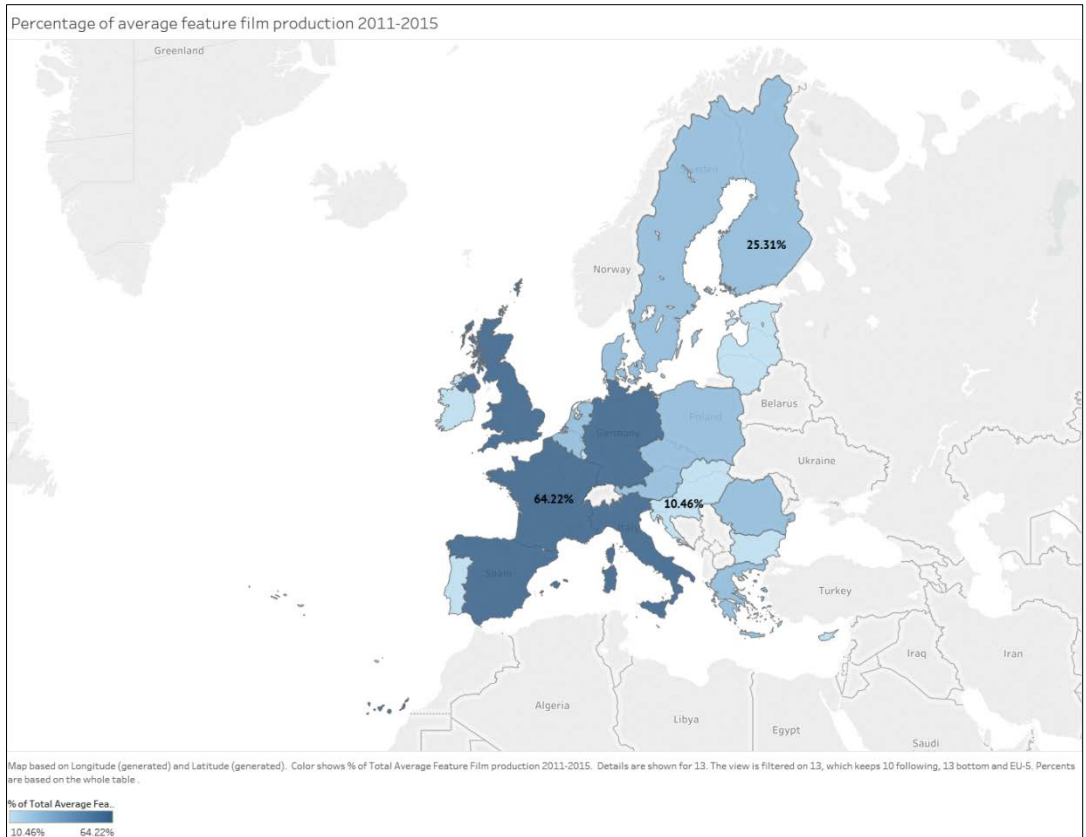 Percentage of average feature film production 2011-2015
Greenland
Sweden
25.31%
Norway
Belarus
Poland
Germany
Ukraine
64.22%
10.46%
Italy
Spain
Turkey
Iraq
Iran
Algeria
Libya
Egypt
Saudi
Map based on Longitude (generated) and Latitude (generated). Color shows % of Total Average Feature Film production 2011-2015. Details are shown for 13. The view is filtered on 13, which keeps 10 following, 13 bottom and EU-5. Percents
are based on the whole table .
% of Total Average Fea..
10.46% 64.22%